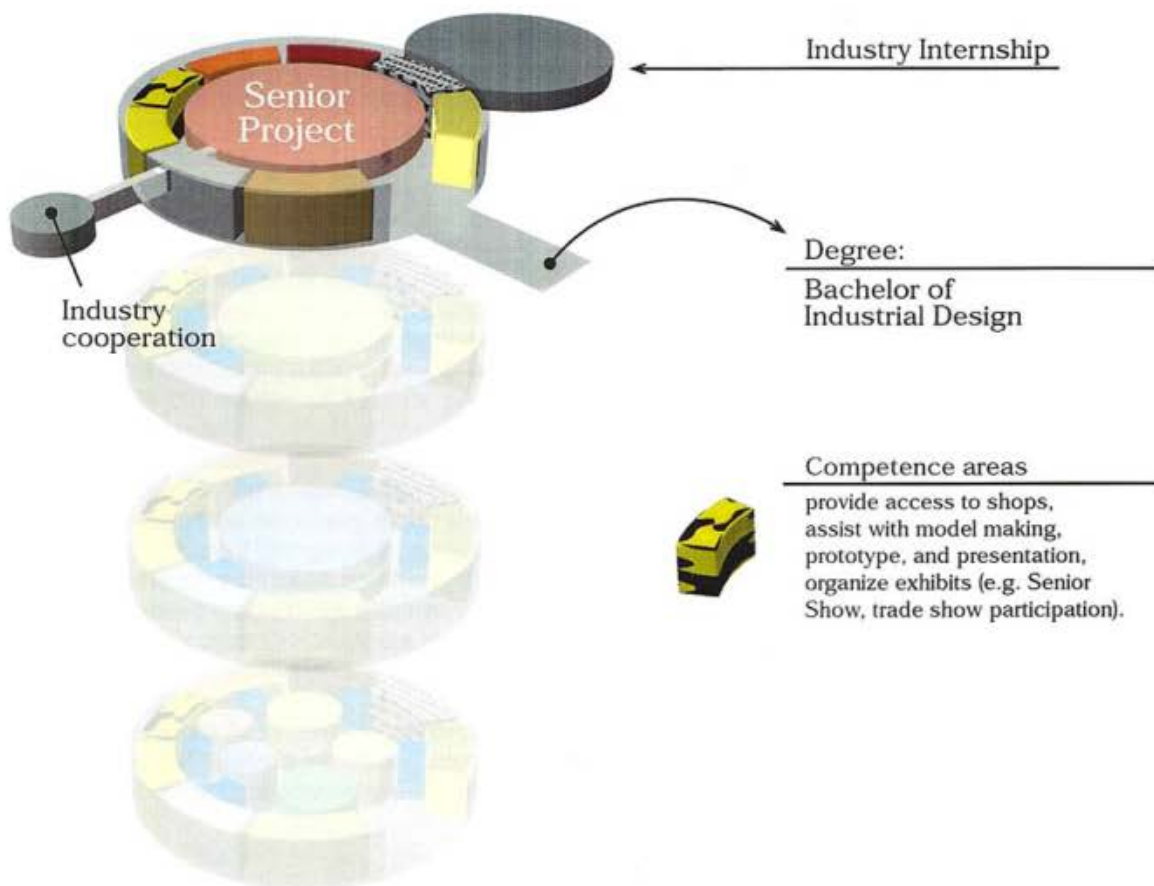 Industry Internship
Senior
Project
Degree:
Bachelor of
Industrial Design
Industry
cooperation
Competence areas
provide access to shops,
assist with model making,
prototype, and presentation,
organize exhibits (e.g. Senior
Show, trade show participation).